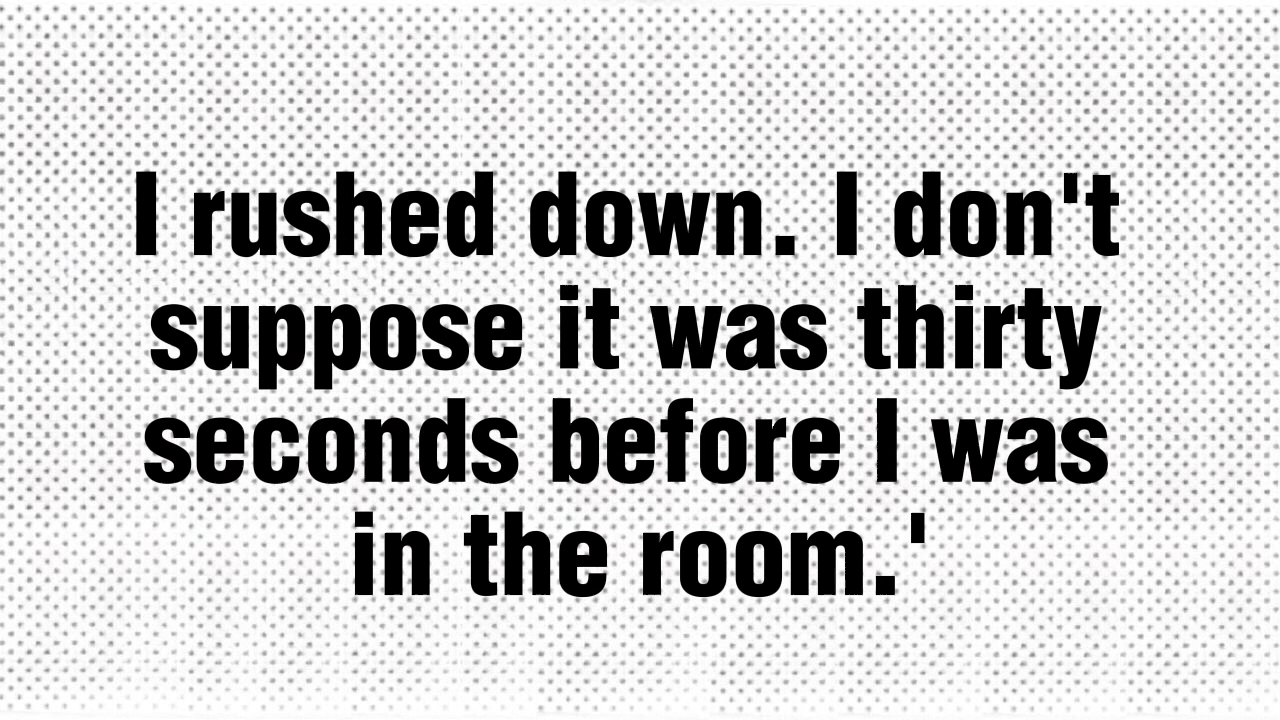 I rushed down. I don't
suppose it was thirty
seconds before I was
in the room.'